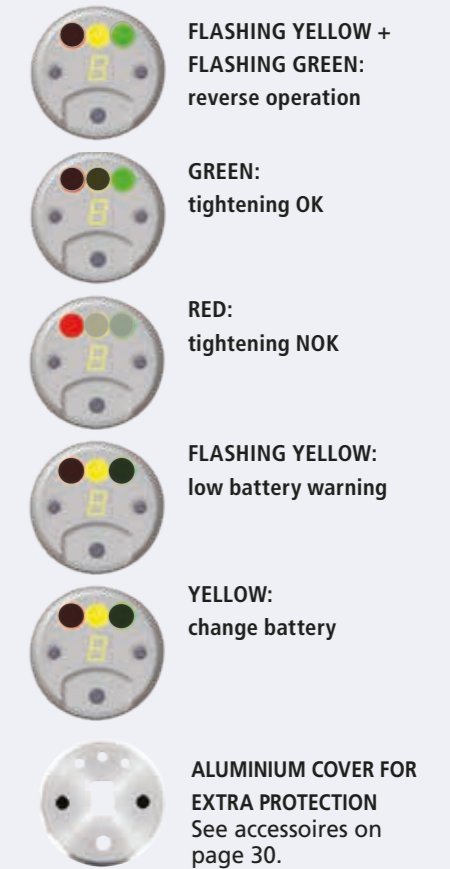 FLASHING YELLOW +
FLASHING GREEN:
reverse operation
GREEN:
tightening OK
RED:
tightening NOK
FLASHING YELLOW:
low battery warning
YELLOW:
change battery
ALUMINIUM COVER FOR
EXTRA PROTECTION
See accessoires on
page 30.